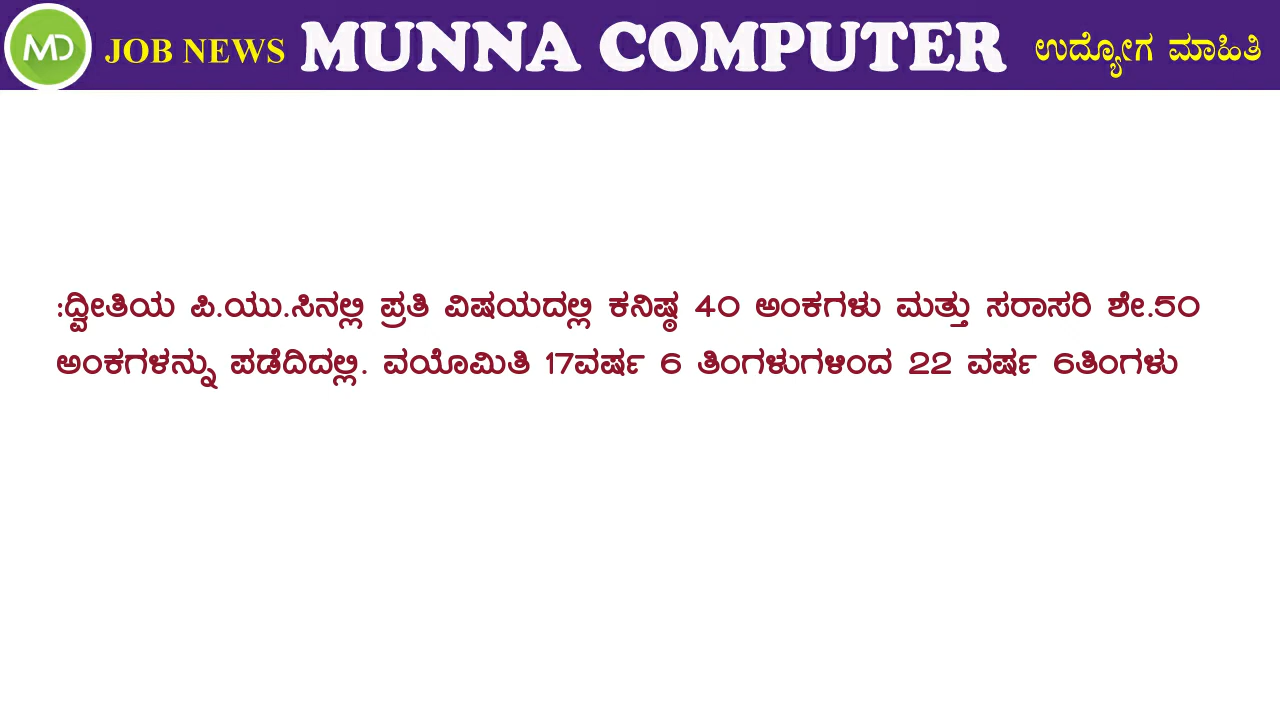 MD JOB NEWS MUNNA COMPUTER ಉದ್ಯೋಗ ಮಾಹಿತಿ
:ದ್ವೀತಿಯ ಪಿ.ಯು.ಸಿನಲ್ಲಿ ಪ್ರತಿ ವಿಷಯದಲ್ಲಿ ಕನಿಷ್ಠ 40 ಅಂಕಗಳು ಮತ್ತು ಸರಾಸರಿ ಶೇ.50
ಅಂಕಗಳನ್ನು ಪಡೆದಿದಲ್ಲಿ. ವಯೊಮಿತಿ 17ವರ್ಷ 6 ತಿಂಗಳುಗಳಿಂದ 22 ವರ್ಷ 6ತಿಂಗಳು